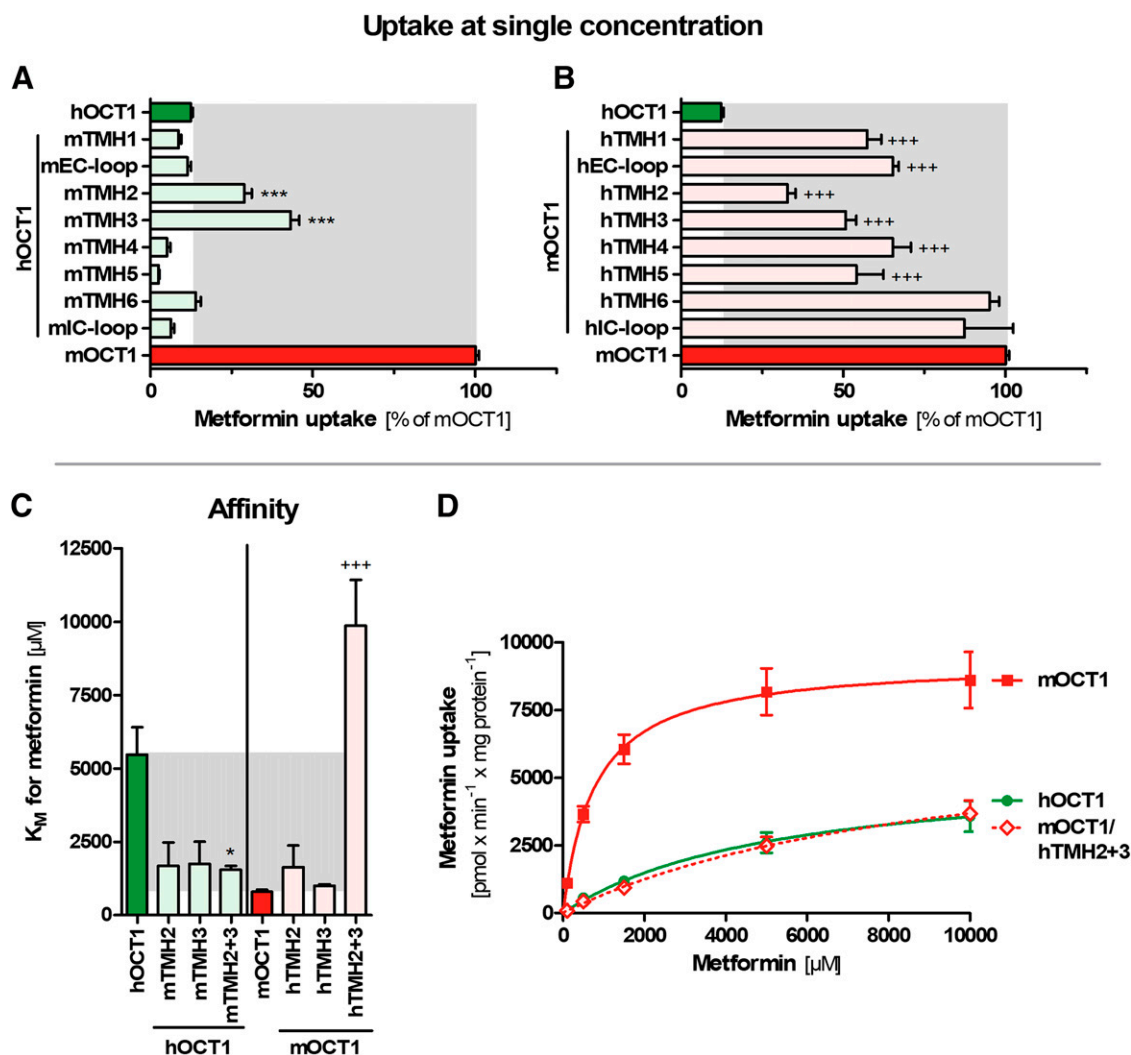 Uptake at single concentration
A
hOCT1
mTMH1
mEC-loop
mTMH2
***
mTMH3
***
mTMH4
mTMH5
mTMH6
mIC-loop
mOCT1
hOCT1
0 50 100
Metformin uptake [% of mOCT1]
B
hOCT1
hTMH1
+++
hEC-loop
+++
hTMH2
+++
hTMH3
+++
hTMH4
+++
hTMH5
+++
hTMH6
hIC-loop
mOCT1
mOCT1
0 50 100
Metformin uptake [% of mOCT1]
C
Affinity
KM for metformin [µM]
12500
10000
7500
5000
2500
0
*
+++
hOCT1
mTMH2
mTMH3
mTMH2+3
mOCT1
hTMH2
hTMH3
hTMH2+3
hOCT1 mOCT1
D
Metformin uptake
[pmol x min⁻¹ x mg protein⁻¹]
10000
7500
5000
2500
0
0 2000 4000 6000 8000 10000
Metformin [µM]
mOCT1
hOCT1
mOCT1/
hTMH2+3